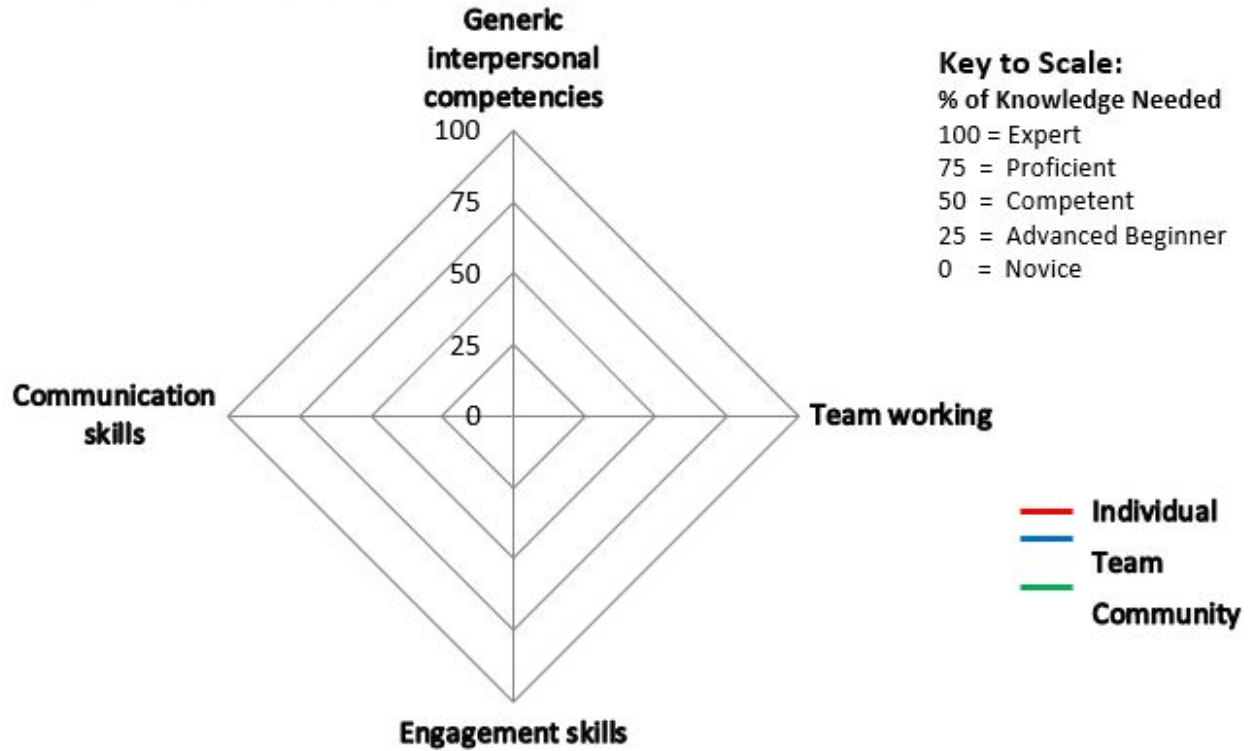 Generic
interpersonal
competencies
100
75
50
25
0
Communication
skills
Team working
Engagement skills
Key to Scale:
% of Knowledge Needed
100 = Expert
75 = Proficient
50 = Competent
25 = Advanced Beginner
0 = Novice
Individual
Team
Community